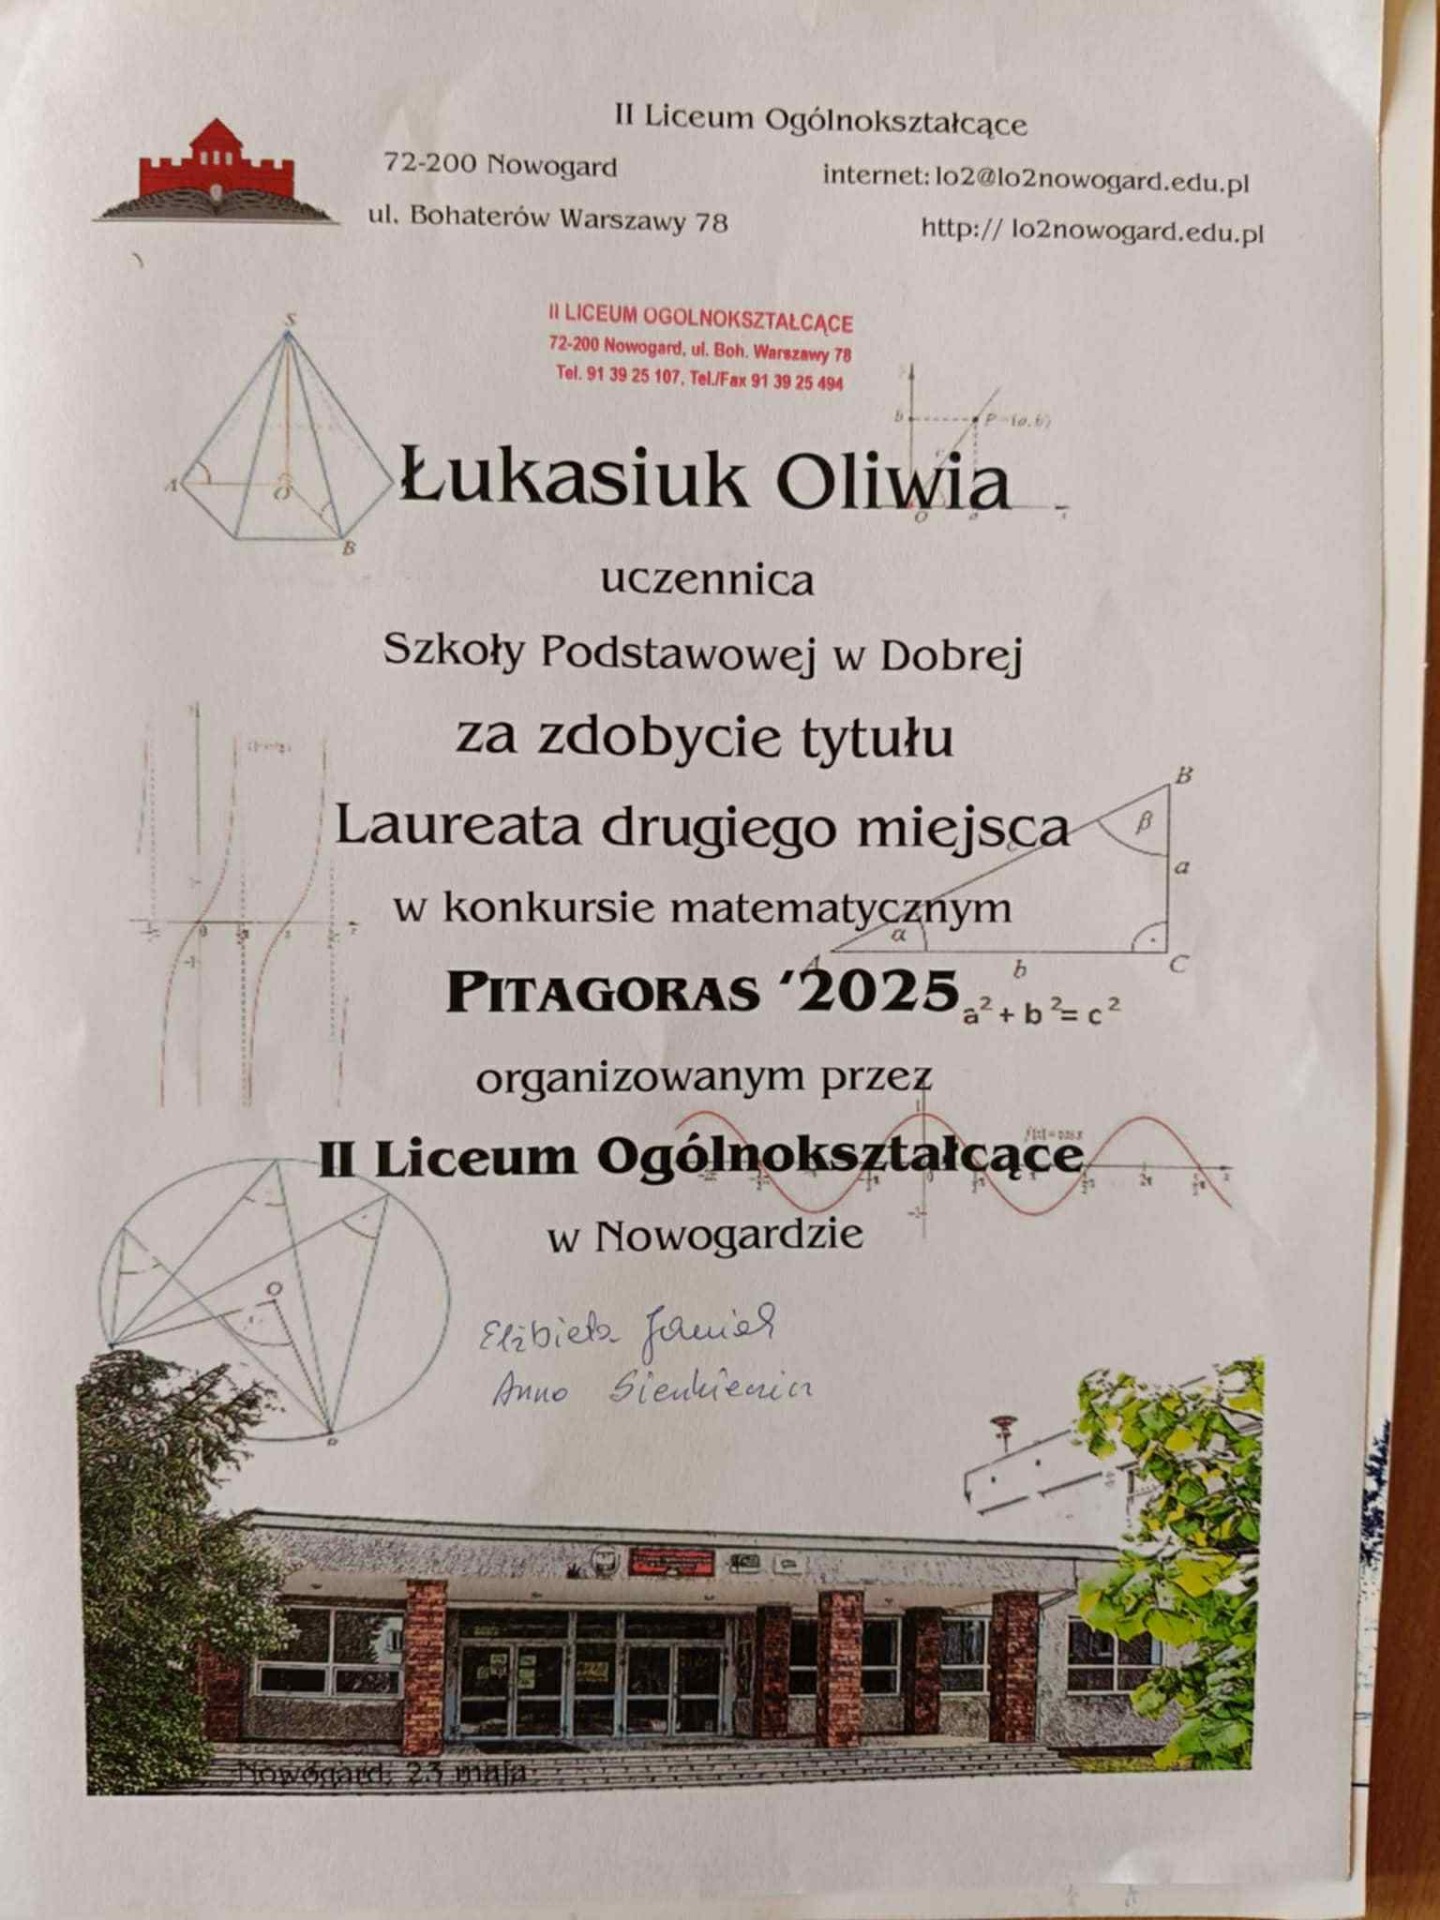 II Liceum Ogólnokształcące
72-200 Nowogard
internet: lo2@lo2nowogard.edu.pl
ul. Bohaterów Warszawy 78
http:// lo2nowogard.edu.pl
II LICEUM OGOLNOKSZTAŁCĄCE
72-200 Nowogard, ul. Boh. Warszawy 78
Tel. 91 39 25 107, Tel./Fax 91 39 25 494
S
A
O
B
b
P=(a,b)
O
a
Łukasiuk Oliwia
uczennica
Szkoły Podstawowej w Dobrej
za zdobycie tytułu
Laureata drugiego miejsca
w konkursie matematycznym
B
β
a
α
A
b
C
PITAGORAS '2025
a² + b² = c²
organizowanym przez
II Liceum Ogólnokształcące
w Nowogardzie
O
Elżbieta
Anna Sienkiewicz
Nowogard, 23 maja